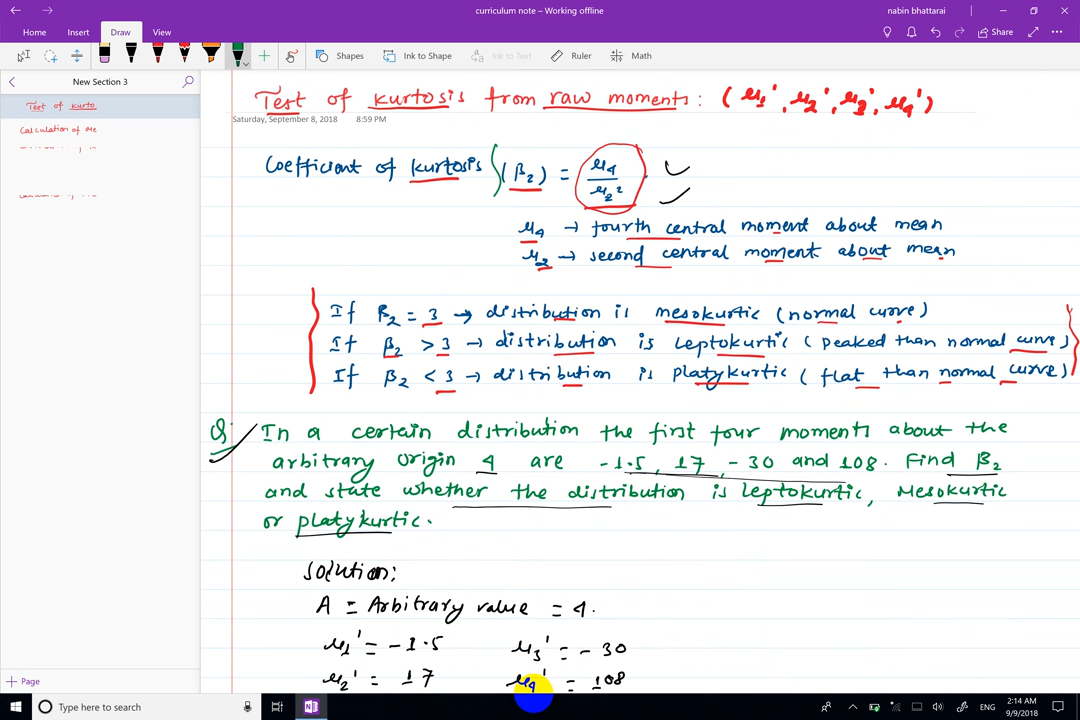 curriculum note – Working offline
nabin bhattarai
Home Insert Draw View
Share
Shapes Ink to Shape Ink to Text Ruler Math
New Section 3
Test of kurto
Calculation of Me
Test of kurtosis from raw moments: (μ₁', μ₂', μ₃', μ₄')
Saturday, September 8, 2018 8:59 PM
Coefficient of kurtosis (β₂) = μ₄ / μ₂²
μ₄ → fourth central moment about mean
μ₂ → second central moment about mean
If β₂ = 3 → distribution is mesokurtic (normal curve)
If β₂ > 3 → distribution is leptokurtic (peaked than normal curve)
If β₂ < 3 → distribution is platykurtic (flat than normal curve)
Q: In a certain distribution the first four moments about the
arbitrary origin 4 are -1.5, 17, -30 and 108. Find β₂
and state whether the distribution is leptokurtic, Mesokurtic
or platykurtic.
Solution:
A = Arbitrary value = 4.
μ₁' = -1.5 μ₃' = -30
μ₂' = 17 μ₄' = 108
Page
Type here to search
ENG
2:14 AM
9/9/2018